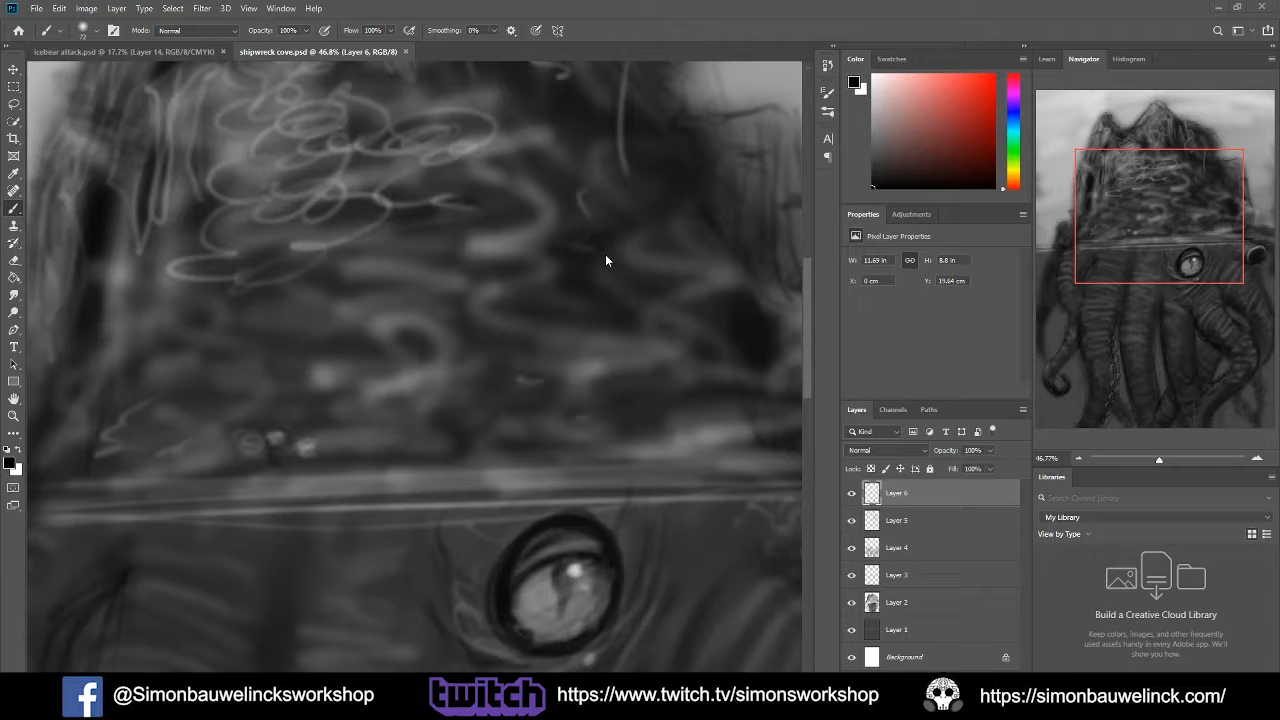 File Edit Image Layer Type Select Filter 3D View Window Help
Mode: Normal Opacity: 100% Flow: 100% Smoothing: 0%
icebear attack.psd @ 17.7% (Layer 14, RGB/8/CMYK) × shipwreck cove.psd @ 46.8% (Layer 6, RGB/8) ×
72
Color Swatches
Learn Navigator Histogram
Properties Adjustments
Pixel Layer Properties
W: 11.69 in H: 8.8 in
X: 0 cm Y: 19.64 cm
Layers Channels Paths
Kind
Normal Opacity: 100%
Lock: Fill: 100%
Layer 6
Layer 5
Layer 4
Layer 3
Layer 2
Layer 1
Background
46.77%
Libraries
Search Current Library
My Library
View by Type
Build a Creative Cloud Library
Keep colors, images, and other frequently
used assets handy in every Adobe app. We'll
show you how.
@Simonbauwelincksworkshop twitch https://www.twitch.tv/simonsworkshop https://simonbauwelinck.com/